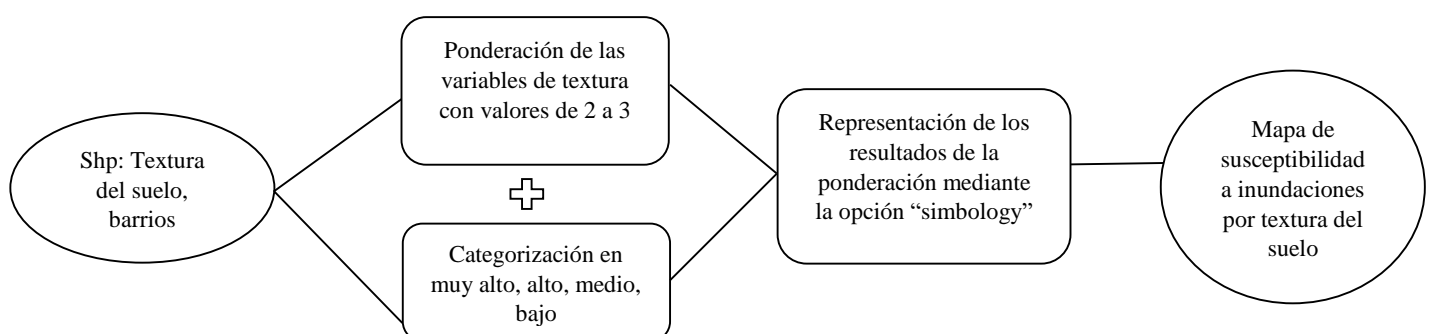 Shp: Textura
del suelo,
barrios
Ponderación de las
variables de textura
con valores de 2 a 3
Categorización en
muy alto, alto, medio,
bajo
Representación de los
resultados de la
ponderación mediante
la opción “simbology”
Mapa de
susceptibilidad
a inundaciones
por textura del
suelo